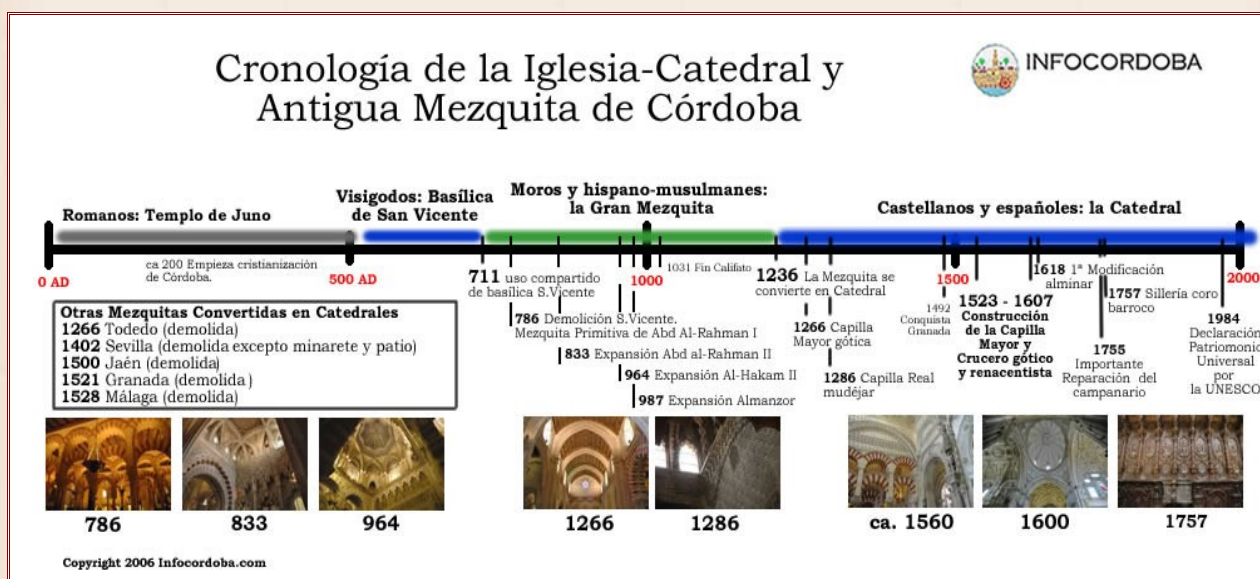 Cronología de la Iglesia-Catedral y
Antigua Mezquita de Córdoba
INFOCORDOBA
Romanos: Templo de Juno
Visigodos: Basílica
de San Vicente
Moros y hispano-musulmanes:
la Gran Mezquita
Castellanos y españoles: la Catedral
0 AD
ca 200 Empieza cristianización
de Córdoba.
500 AD
711 uso compartido
de basílica S.Vicente
1000
1031 Fin Califato
1236 La Mezquita se
convierte en Catedral
1500
1618 1ª Modificación
alminar
2000
786 Demolición S.Vicente.
Mezquita Primitiva de Abd Al-Rahman I
833 Expansión Abd al-Rahman II
964 Expansión Al-Hakam II
987 Expansión Almanzor
1266 Capilla
Mayor gótica
1286 Capilla Real
mudéjar
1492
Conquista
Granada
1523 - 1607
Construcción
de la Capilla
Mayor y
Crucero gótico
y renacentista
1757 Sillería coro
barroco
1755
Importante
Reparación del
campanario
1984
Declaración
Patriomonio
Universal
por
la UNESCO
Otras Mezquitas Convertidas en Catedrales
1266 Todedo (demolida)
1402 Sevilla (demolida excepto minarete y patio)
1500 Jaén (demolida)
1521 Granada (demolida)
1528 Málaga (demolida)
786
833
964
1266
1286
ca. 1560
1600
1757
Copyright 2006 Infocordoba.com